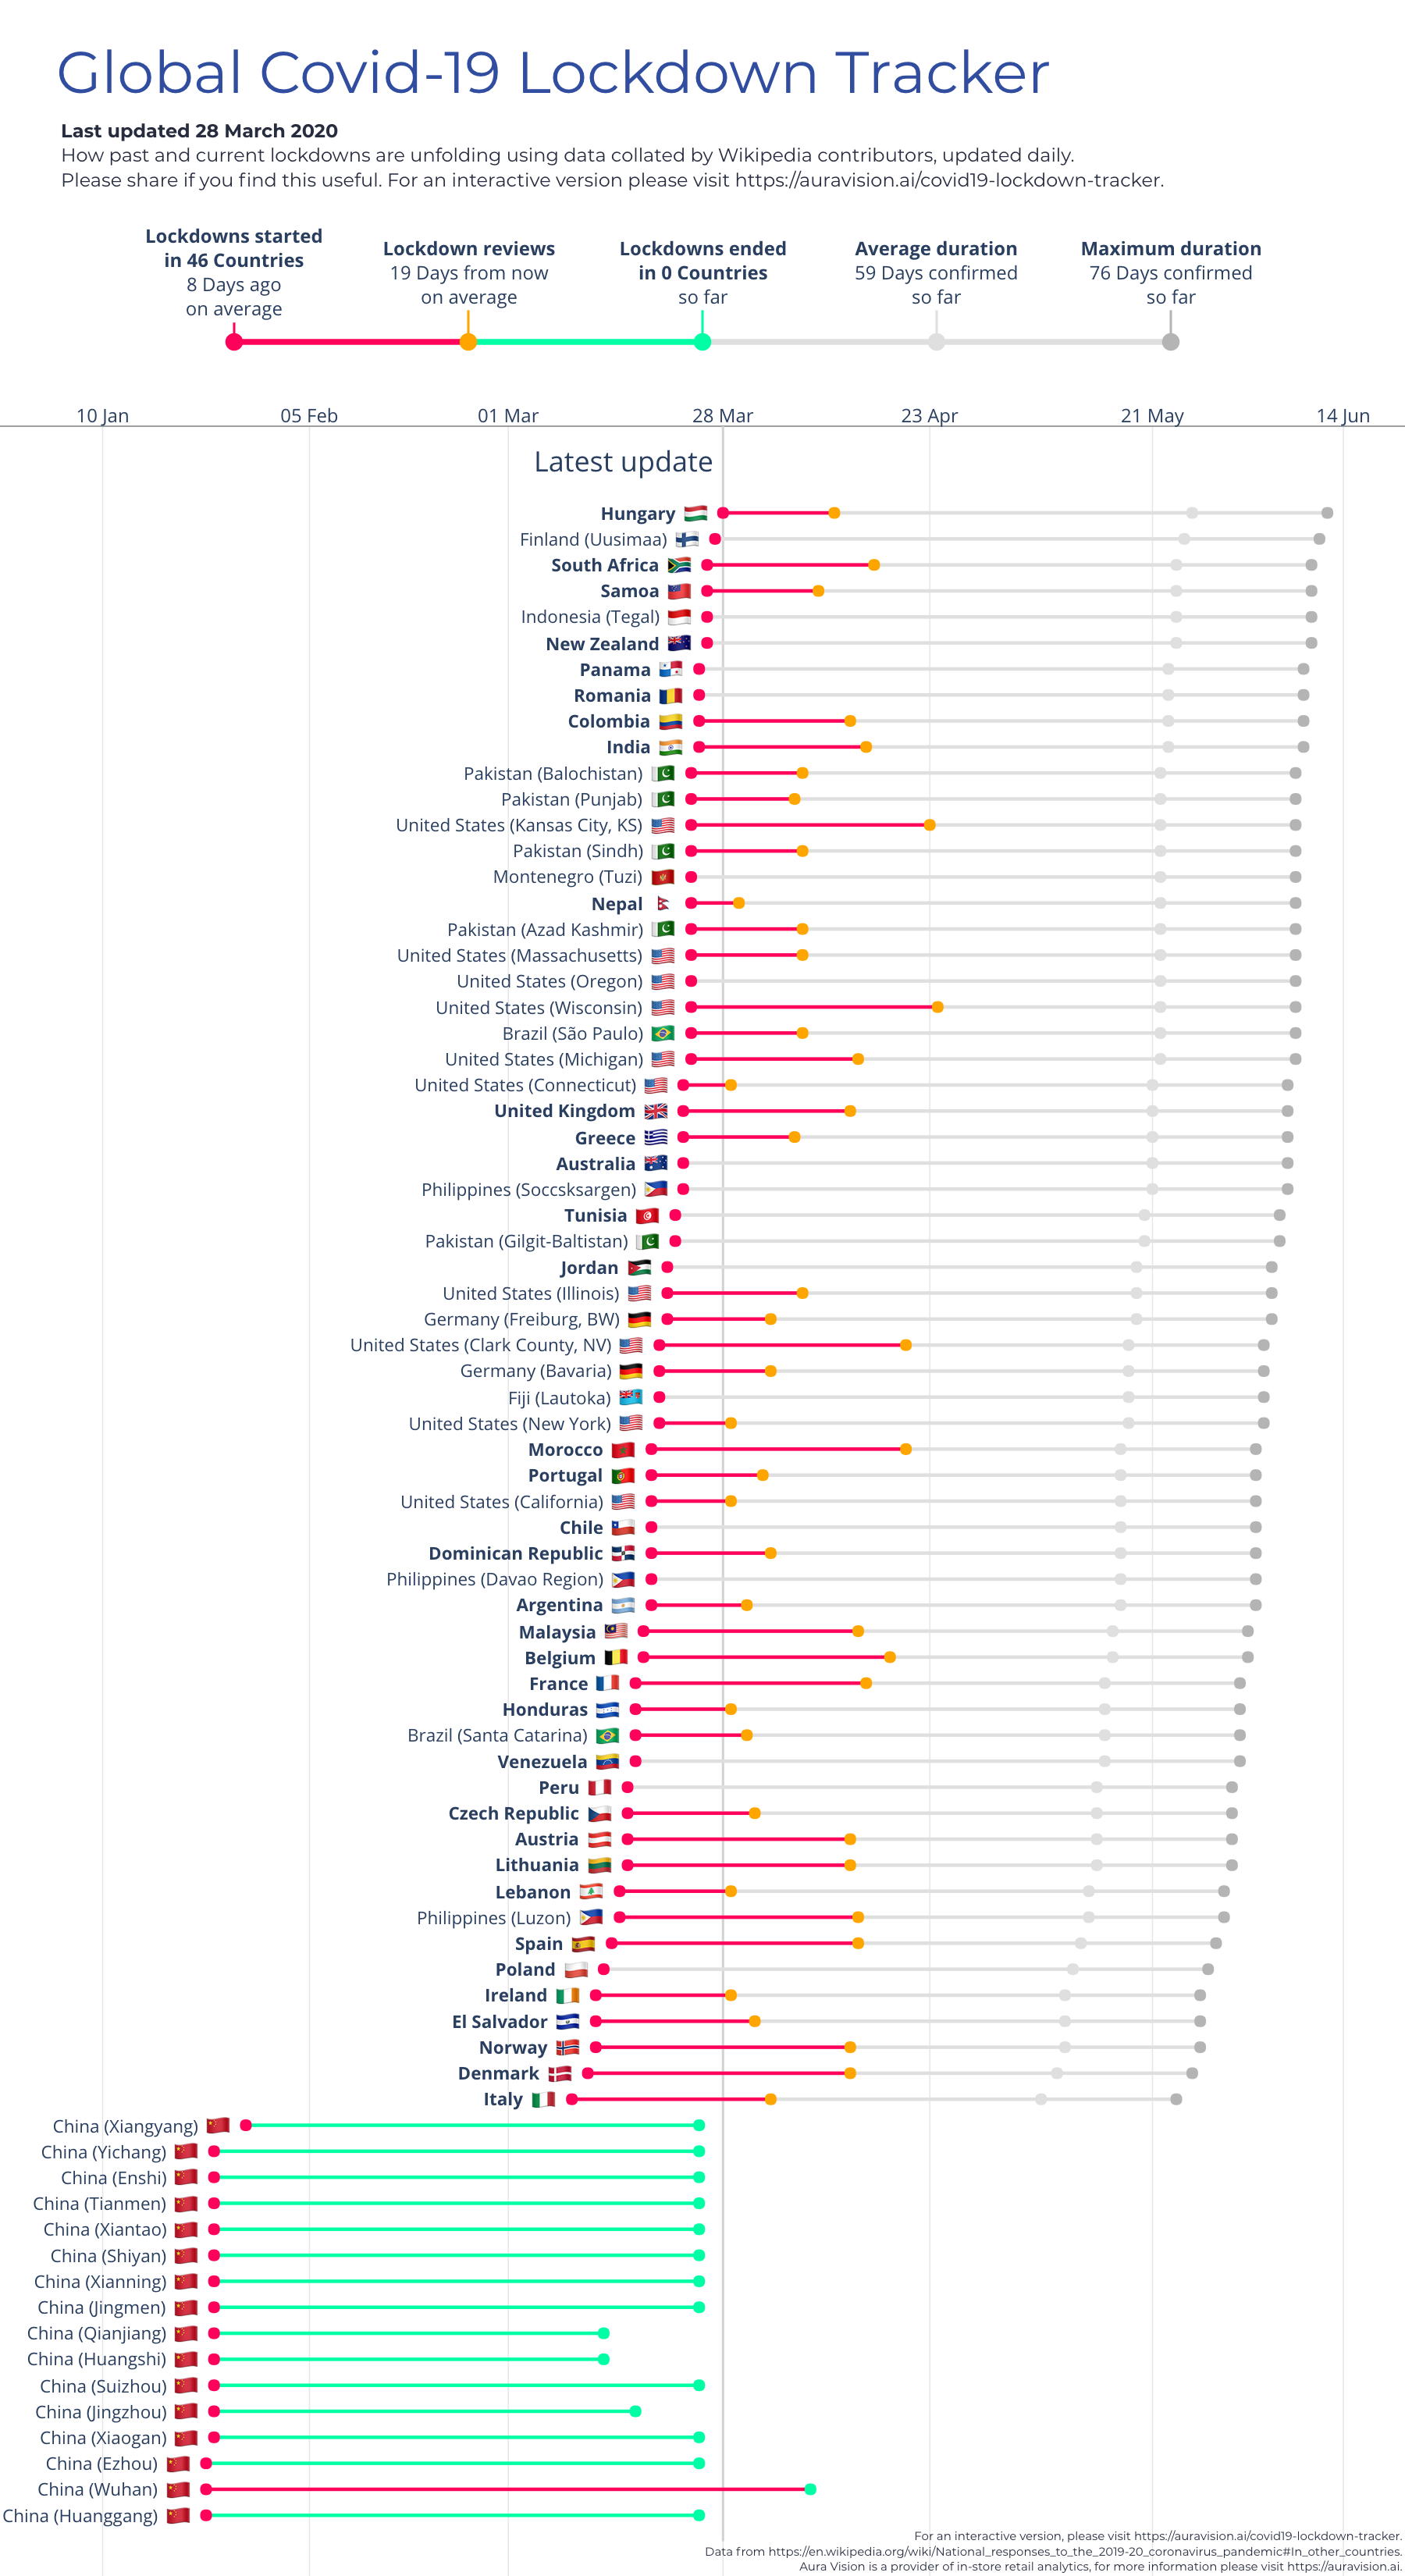 Global Covid-19 Lockdown Tracker
Last updated 28 March 2020
How past and current lockdowns are unfolding using data collated by Wikipedia contributors, updated daily.
Please share if you find this useful. For an interactive version please visit https://auravision.ai/covid19-lockdown-tracker.
Lockdowns started
in 46 Countries
8 Days ago
on average
Lockdown reviews
19 Days from now
on average
Lockdowns ended
in 0 Countries
so far
Average duration
59 Days confirmed
so far
Maximum duration
76 Days confirmed
so far
10 Jan 05 Feb 01 Mar 28 Mar 23 Apr 21 May 14 Jun
Latest update
Hungary
Finland (Uusimaa)
South Africa
Samoa
Indonesia (Tegal)
New Zealand
Panama
Romania
Colombia
India
Pakistan (Balochistan)
Pakistan (Punjab)
United States (Kansas City, KS)
Pakistan (Sindh)
Montenegro (Tuzi)
Nepal
Pakistan (Azad Kashmir)
United States (Massachusetts)
United States (Oregon)
United States (Wisconsin)
Brazil (São Paulo)
United States (Michigan)
United States (Connecticut)
United Kingdom
Greece
Australia
Philippines (Soccsksargen)
Tunisia
Pakistan (Gilgit-Baltistan)
Jordan
United States (Illinois)
Germany (Freiburg, BW)
United States (Clark County, NV)
Germany (Bavaria)
Fiji (Lautoka)
United States (New York)
Morocco
Portugal
United States (California)
Chile
Dominican Republic
Philippines (Davao Region)
Argentina
Malaysia
Belgium
France
Honduras
Brazil (Santa Catarina)
Venezuela
Peru
Czech Republic
Austria
Lithuania
Lebanon
Philippines (Luzon)
Spain
Poland
Ireland
El Salvador
Norway
Denmark
Italy
China (Xiangyang)
China (Yichang)
China (Enshi)
China (Tianmen)
China (Xiantao)
China (Shiyan)
China (Xianning)
China (Jingmen)
China (Qianjiang)
China (Huangshi)
China (Suizhou)
China (Jingzhou)
China (Xiaogan)
China (Ezhou)
China (Wuhan)
China (Huanggang)
For an interactive version, please visit https://auravision.ai/covid19-lockdown-tracker.
Data from https://en.wikipedia.org/wiki/National_responses_to_the_2019-20_coronavirus_pandemic#In_other_countries.
Aura Vision is a provider of in-store retail analytics, for more information please visit https://auravision.ai.